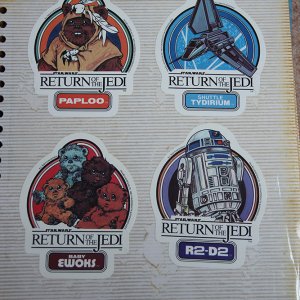 STAR WARS
RETURN OF THE JEDI
PAPLOO
STAR WARS
RETURN OF THE JEDI
SHUTTLE
TYDIRIUM
STAR WARS
RETURN OF THE JEDI
BABY
EWOKS
STAR WARS
RETURN OF THE JEDI
R2-D2